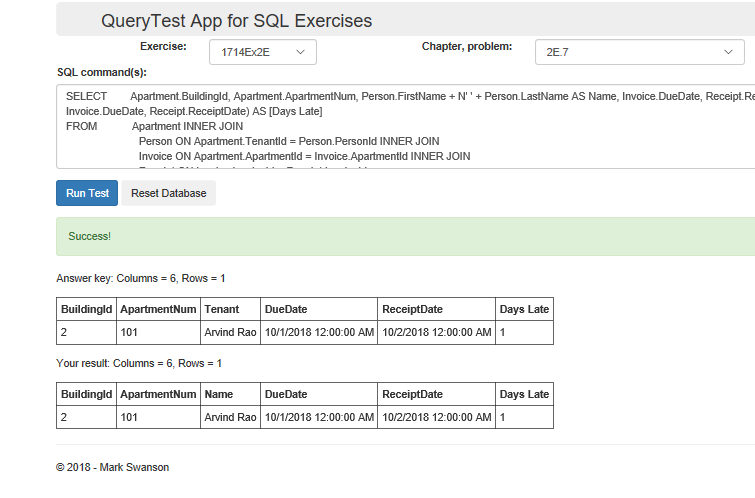 QueryTest App for SQL Exercises
Exercise: 1714Ex2E Chapter, problem: 2E.7
SQL command(s):
SELECT Apartment.BuildingId, Apartment.ApartmentNum, Person.FirstName + N' ' + Person.LastName AS Name, Invoice.DueDate, Receipt.Re
Invoice.DueDate, Receipt.ReceiptDate) AS [Days Late]
FROM Apartment INNER JOIN
Person ON Apartment.TenantId = Person.PersonId INNER JOIN
Invoice ON Apartment.ApartmentId = Invoice.ApartmentId INNER JOIN
Run Test Reset Database
Success!
Answer key: Columns = 6, Rows = 1
BuildingId ApartmentNum Tenant DueDate ReceiptDate Days Late
2 101 Arvind Rao 10/1/2018 12:00:00 AM 10/2/2018 12:00:00 AM 1
Your result: Columns = 6, Rows = 1
BuildingId ApartmentNum Name DueDate ReceiptDate Days Late
2 101 Arvind Rao 10/1/2018 12:00:00 AM 10/2/2018 12:00:00 AM 1
© 2018 - Mark Swanson